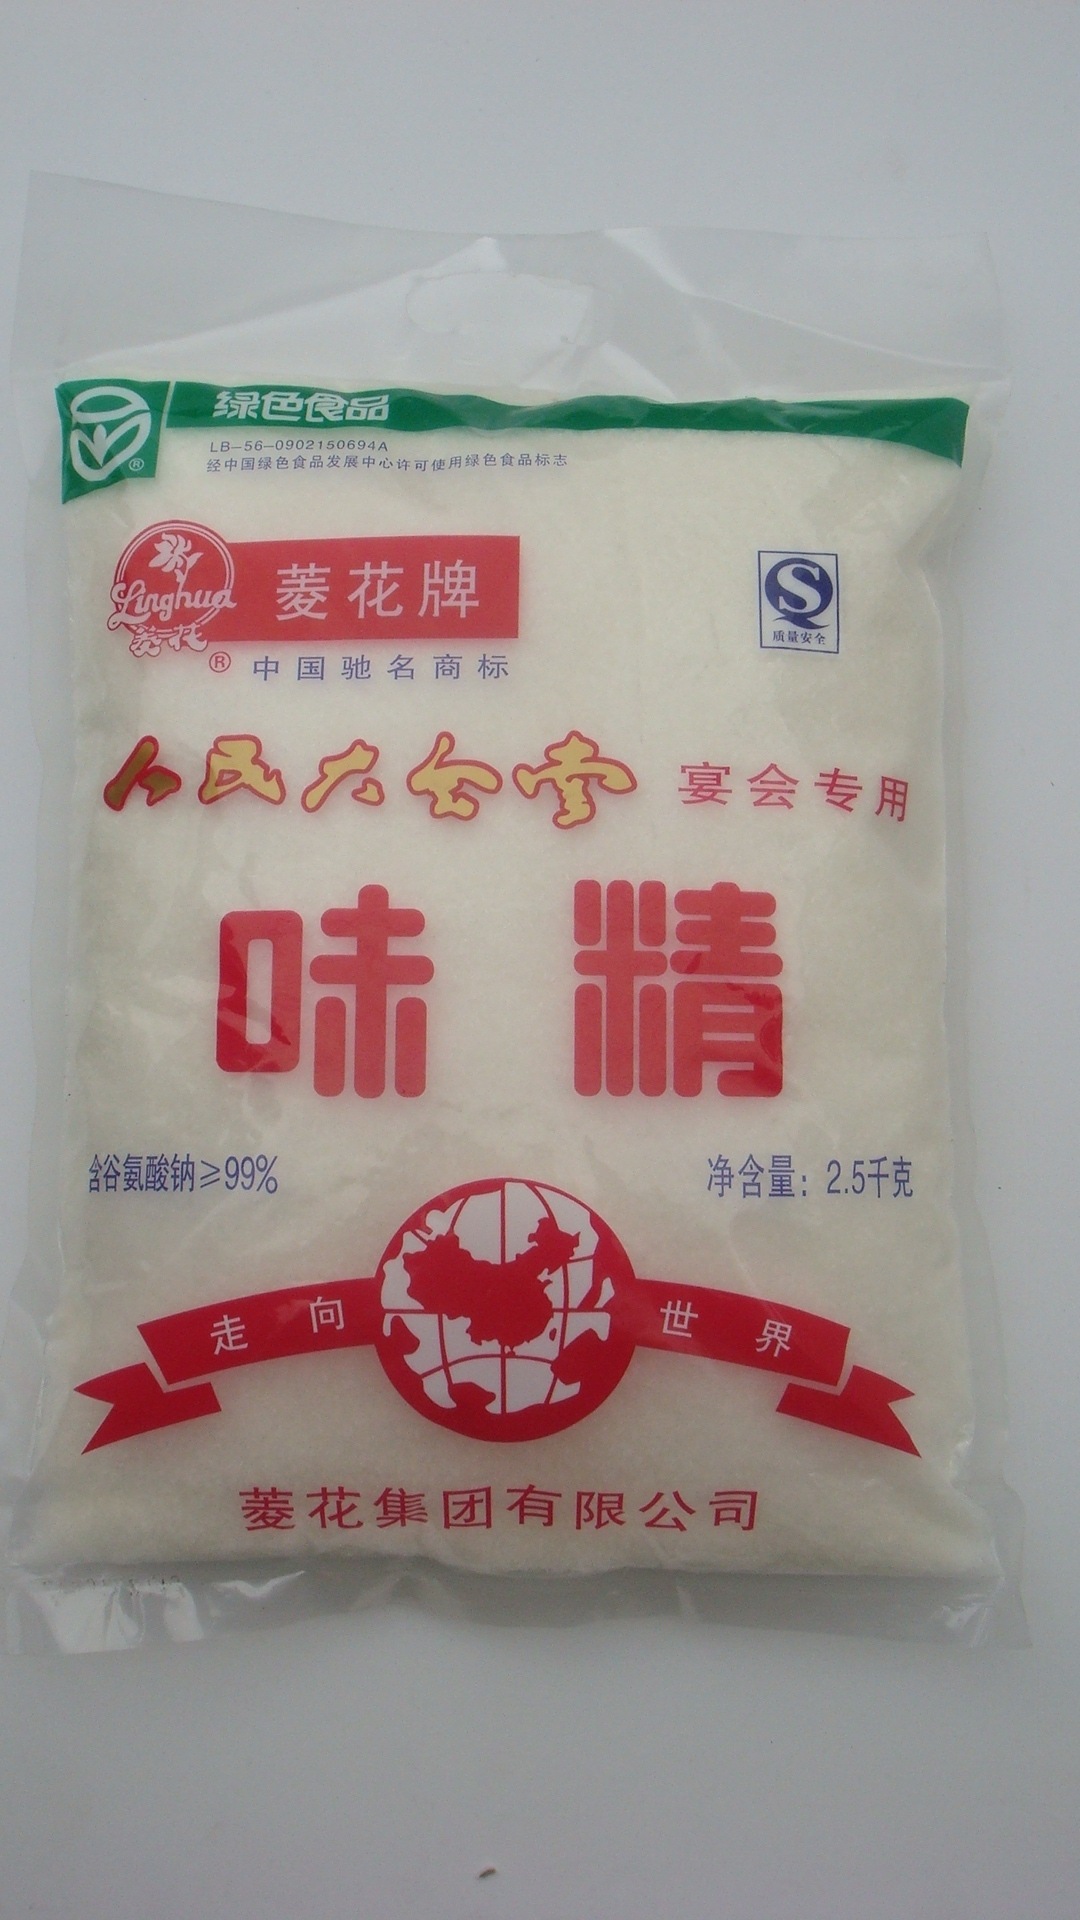 绿色食品
LB-56-0902150694A
经中国绿色食品发展中心许可使用绿色食品标志
®
Linghua
菱花
菱花牌
® 中国驰名商标
S
质量安全
人民大会堂 宴会专用
味精
含谷氨酸钠≥99%
净含量：2.5千克
走向世界
菱花集团有限公司